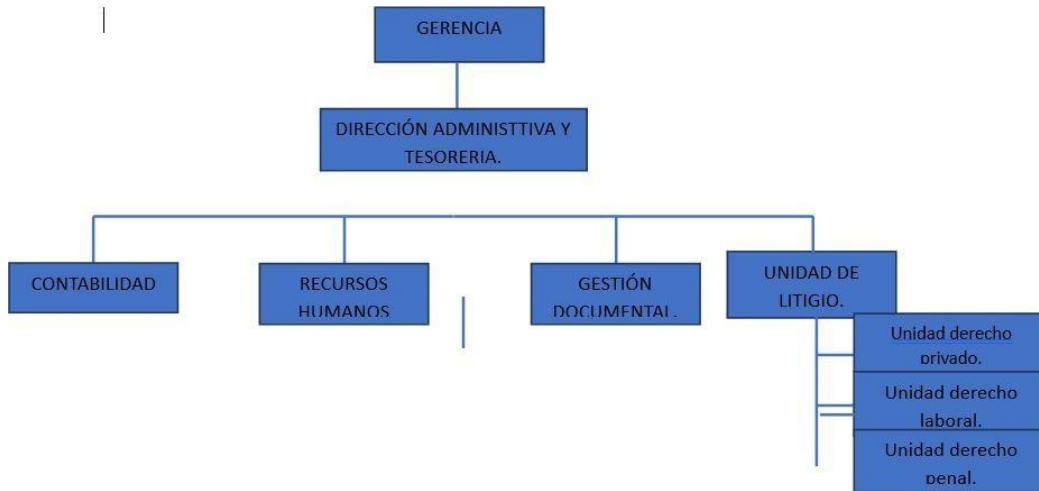 GERENCIA
DIRECCIÓN ADMINISTTIVA Y
TESORERIA.
CONTABILIDAD
RECURSOS
HUMANOS
GESTIÓN
DOCUMENTAL.
UNIDAD DE
LITIGIO.
Unidad derecho
privado.
Unidad derecho
laboral.
Unidad derecho
penal.